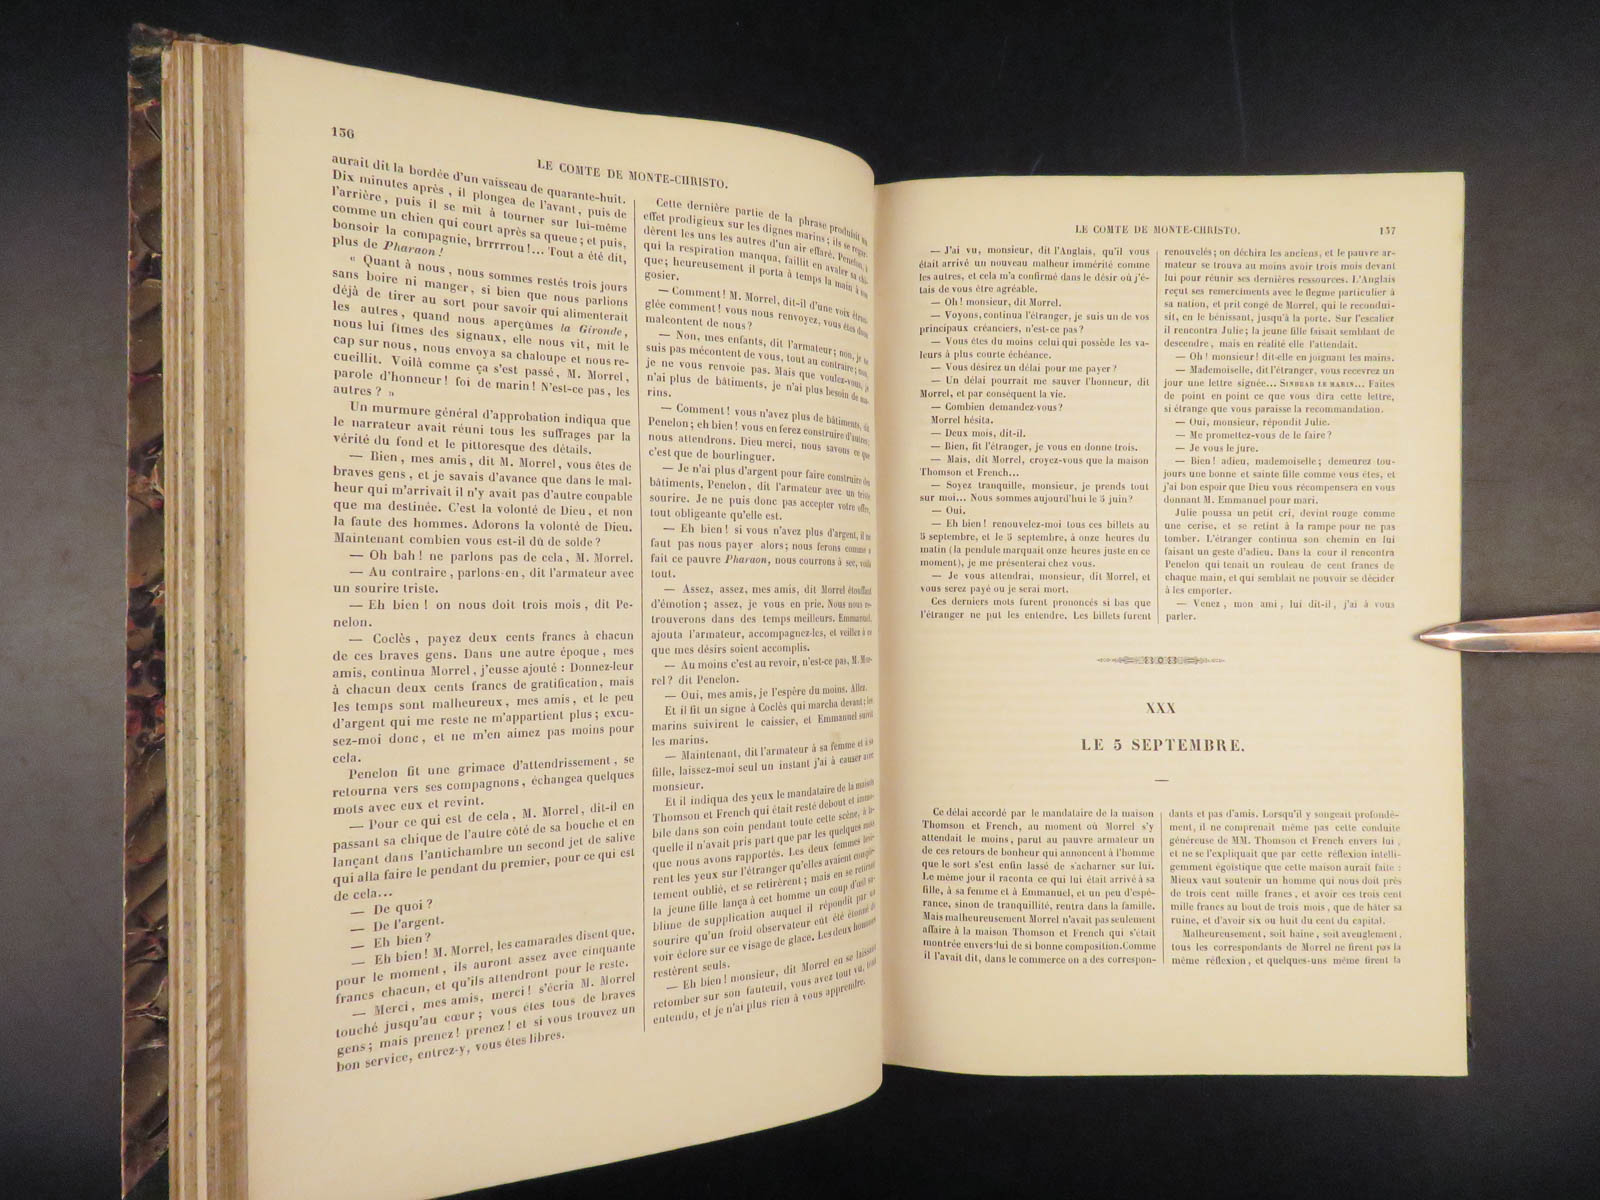 136
LE COMTE DE MONTE-CHRISTO.
aurait dit la bordée d'un vaisseau de quarante-huit.
Dix minutes après, il plongea de l'avant, puis de
l'arrière, puis il se mit à tourner sur lui-même
comme un chien qui court après sa queue; et puis,
bonsoir la compagnie, brrrrrou!... Tout a été dit,
plus de Pharaon!
« Quant à nous, nous sommes restés trois jours
sans boire ni manger, si bien que nous parlions
déjà de tirer au sort pour savoir qui alimenterait
les autres, quand nous aperçûmes la Gironde,
nous lui fîmes des signaux, elle nous vit, mit le
cap sur nous, nous envoya sa chaloupe et nous re-
cueillit. Voilà comme ça s'est passé, M. Morrel,
parole d'honneur! foi de marin! N'est-ce pas, les
autres? »
Un murmure général d'approbation indiqua que
le narrateur avait réuni tous les suffrages par la
vérité du fond et le pittoresque des détails.
— Bien, mes amis, dit M. Morrel, vous êtes de
braves gens, et je savais d'avance que dans le mal-
heur qui m'arrivait il n'y avait pas d'autre coupable
que ma destinée. C'est la volonté de Dieu, et non
la faute des hommes. Adorons la volonté de Dieu.
Maintenant combien vous est-il dû de solde?
— Oh bah! ne parlons pas de cela, M. Morrel.
— Au contraire, parlons-en, dit l'armateur avec
un sourire triste.
— Eh bien! on nous doit trois mois, dit Pe-
nelon.
— Coclès, payez deux cents francs à chacun
de ces braves gens. Dans une autre époque, mes
amis, continua Morrel, j'eusse ajouté : Donnez-leur
à chacun deux cents francs de gratification, mais
les temps sont malheureux, mes amis, et le peu
d'argent qui me reste ne m'appartient plus; excu-
sez-moi donc, et ne m'en aimez pas moins pour
cela.
Penelon fit une grimace d'attendrissement, se
retourna vers ses compagnons, échangea quelques
mots avec eux et revint.
— Pour ce qui est de cela, M. Morrel, dit-il en
passant sa chique de l'autre côté de sa bouche et en
lançant dans l'antichambre un second jet de salive
qui alla faire le pendant du premier, pour ce qui est
de cela...
— De quoi?
— De l'argent.
— Eh bien?
— Eh bien! M. Morrel, les camarades disent que,
pour le moment, ils auront assez avec cinquante
francs chacun, et qu'ils attendront pour le reste.
— Merci, mes amis, merci! s'écria M. Morrel
touché jusqu'au cœur; vous êtes tous de braves
gens; mais prenez! prenez! et si vous trouvez un
bon service, entrez-y, vous êtes libres.
Cette dernière partie de la phrase produisit un
effet prodigieux sur les dignes marins; ils se regar-
dèrent les uns les autres d'un air effaré. Penelon, à
qui la respiration manqua, faillit en avaler sa chi-
que; heureusement il porta à temps la main à son
gosier.
— Comment! M. Morrel, dit-il d'une voix étran-
glée comment! vous nous renvoyez, vous êtes donc
malcontent de nous?
— Non, mes enfants, dit l'armateur; non, je ne
suis pas mécontent de vous, tout au contraire; non,
je ne vous renvoie pas. Mais que voulez-vous, je
n'ai plus de bâtiments, je n'ai plus besoin de ma-
rins.
— Comment! vous n'avez plus de bâtiments, dit
Penelon; eh bien! vous en ferez construire d'autres;
nous attendrons. Dieu merci, nous savons ce que
c'est que de bourlinguer.
— Je n'ai plus d'argent pour faire construire des
bâtiments, Penelon, dit l'armateur avec un triste
sourire. Je ne puis donc pas accepter votre offre,
tout obligeante qu'elle est.
— Eh bien! si vous n'avez plus d'argent, il ne
faut pas nous payer alors; nous ferons comme a
fait ce pauvre Pharaon, nous courrons à sec, voilà
tout.
— Assez, assez, mes amis, dit Morrel étouffant
d'émotion; assez, je vous en prie. Nous nous re-
trouverons dans des temps meilleurs. Emmanuel,
ajouta l'armateur, accompagnez-les, et veillez à ce
que mes désirs soient accomplis.
— Au moins c'est au revoir, n'est-ce pas, M. Mor-
rel? dit Penelon.
— Oui, mes amis, je l'espère du moins. Allez.
Et il fit un signe à Coclès qui marcha devant; les
marins suivirent le caissier, et Emmanuel suivit
les marins.
— Maintenant, dit l'armateur à sa femme et à sa
fille, laissez-moi seul un instant j'ai à causer avec
monsieur.
Et il indiqua des yeux le mandataire de la maison
Thomson et French qui était resté debout et immo-
bile dans son coin pendant toute cette scène, à la-
quelle il n'avait pris part que par les quelques mots
que nous avons rapportés. Les deux femmes levè-
rent les yeux sur l'étranger qu'elles avaient complè-
tement oublié, et se retirèrent; mais en se retirant
la jeune fille lança à cet homme un coup d'œil su-
blime de supplication auquel il répondit par un
sourire qu'un froid observateur eût été étonné de
voir éclore sur ce visage de glace. Les deux hommes
restèrent seuls.
— Eh bien! monsieur, dit Morrel en se laissant
retomber sur son fauteuil, vous avez tout vu, tout
entendu, et je n'ai plus rien à vous apprendre.
LE COMTE DE MONTE-CHRISTO.
137
— J'ai vu, monsieur, dit l'Anglais, qu'il vous
était arrivé un nouveau malheur immérité comme
les autres, et cela m'a confirmé dans le désir où j'é-
tais de vous être agréable.
— Oh! monsieur, dit Morrel.
— Voyons, continua l'étranger, je suis un de vos
principaux créanciers, n'est-ce pas?
— Vous êtes du moins celui qui possède les va-
leurs à plus courte échéance.
— Vous désirez un délai pour me payer?
— Un délai pourrait me sauver l'honneur, dit
Morrel, et par conséquent la vie.
— Combien demandez-vous?
Morrel hésita.
— Deux mois, dit-il.
— Bien, fit l'étranger, je vous en donne trois.
— Mais, dit Morrel, croyez-vous que la maison
Thomson et French...
— Soyez tranquille, monsieur, je prends tout
sur moi... Nous sommes aujourd'hui le 5 juin?
— Oui.
— Eh bien! renouvelez-moi tous ces billets au
5 septembre, et le 5 septembre, à onze heures du
matin (la pendule marquait onze heures juste en ce
moment), je me présenterai chez vous.
— Je vous attendrai, monsieur, dit Morrel, et
vous serez payé ou je serai mort.
Ces derniers mots furent prononcés si bas que
l'étranger ne put les entendre. Les billets furent
renouvelés; on déchira les anciens, et le pauvre ar-
mateur se trouva au moins avoir trois mois devant
lui pour réunir ses dernières ressources. L'Anglais
reçut ses remerciments avec le flegme particulier à
sa nation, et prit congé de Morrel, qui le recondui-
sit, en le bénissant, jusqu'à la porte. Sur l'escalier
il rencontra Julie; la jeune fille faisait semblant de
descendre, mais en réalité elle l'attendait.
— Oh! monsieur! dit-elle en joignant les mains.
— Mademoiselle, dit l'étranger, vous recevrez un
jour une lettre signée... SINDBAD LE MARIN... Faites
de point en point ce que vous dira cette lettre,
si étrange que vous paraisse la recommandation.
— Oui, monsieur, répondit Julie.
— Me promettez-vous de le faire?
— Je vous le jure.
— Bien! adieu, mademoiselle; demeurez tou-
jours une bonne et sainte fille comme vous êtes, et
j'ai bon espoir que Dieu vous récompensera en vous
donnant M. Emmanuel pour mari.
Julie poussa un petit cri, devint rouge comme
une cerise, et se retint à la rampe pour ne pas
tomber. L'étranger continua son chemin en lui
faisant un geste d'adieu. Dans la cour il rencontra
Penelon qui tenait un rouleau de cent francs de
chaque main, et qui semblait ne pouvoir se décider
à les emporter.
— Venez, mon ami, lui dit-il, j'ai à vous
parler.
XXX
LE 5 SEPTEMBRE.
Ce délai accordé par le mandataire de la maison
Thomson et French, au moment où Morrel s'y
attendait le moins, parut au pauvre armateur un
de ces retours de bonheur qui annoncent à l'homme
que le sort s'est enfin lassé de s'acharner sur lui.
Le même jour il raconta ce qui lui était arrivé à sa
fille, à sa femme et à Emmanuel, et un peu d'espé-
rance, sinon de tranquillité, rentra dans la famille.
Mais malheureusement Morrel n'avait pas seulement
affaire à la maison Thomson et French qui s'était
montrée envers lui de si bonne composition. Comme
il l'avait dit, dans le commerce on a des correspon-
dants et pas d'amis. Lorsqu'il y songeait profondé-
ment, il ne comprenait même pas cette conduite
généreuse de MM. Thomson et French envers lui,
et ne se l'expliquait que par cette réflexion intelli-
gemment égoïstique que cette maison aurait faite :
Mieux vaut soutenir un homme qui nous doit près
de trois cent mille francs, et avoir ces trois cent
mille francs au bout de trois mois, que de hâter sa
ruine, et d'avoir six ou huit du cent du capital.
Malheureusement, soit haine, soit aveuglement,
tous les correspondants de Morrel ne firent pas la
même réflexion, et quelques-uns même firent la